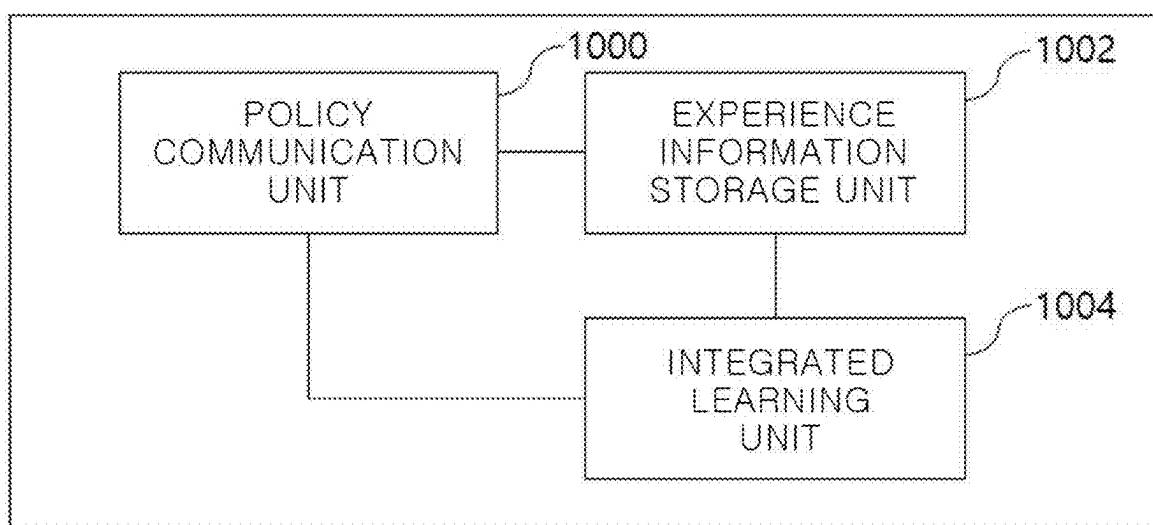 1000
POLICY
COMMUNICATION
UNIT
1002
EXPERIENCE
INFORMATION
STORAGE UNIT
1004
INTEGRATED
LEARNING
UNIT